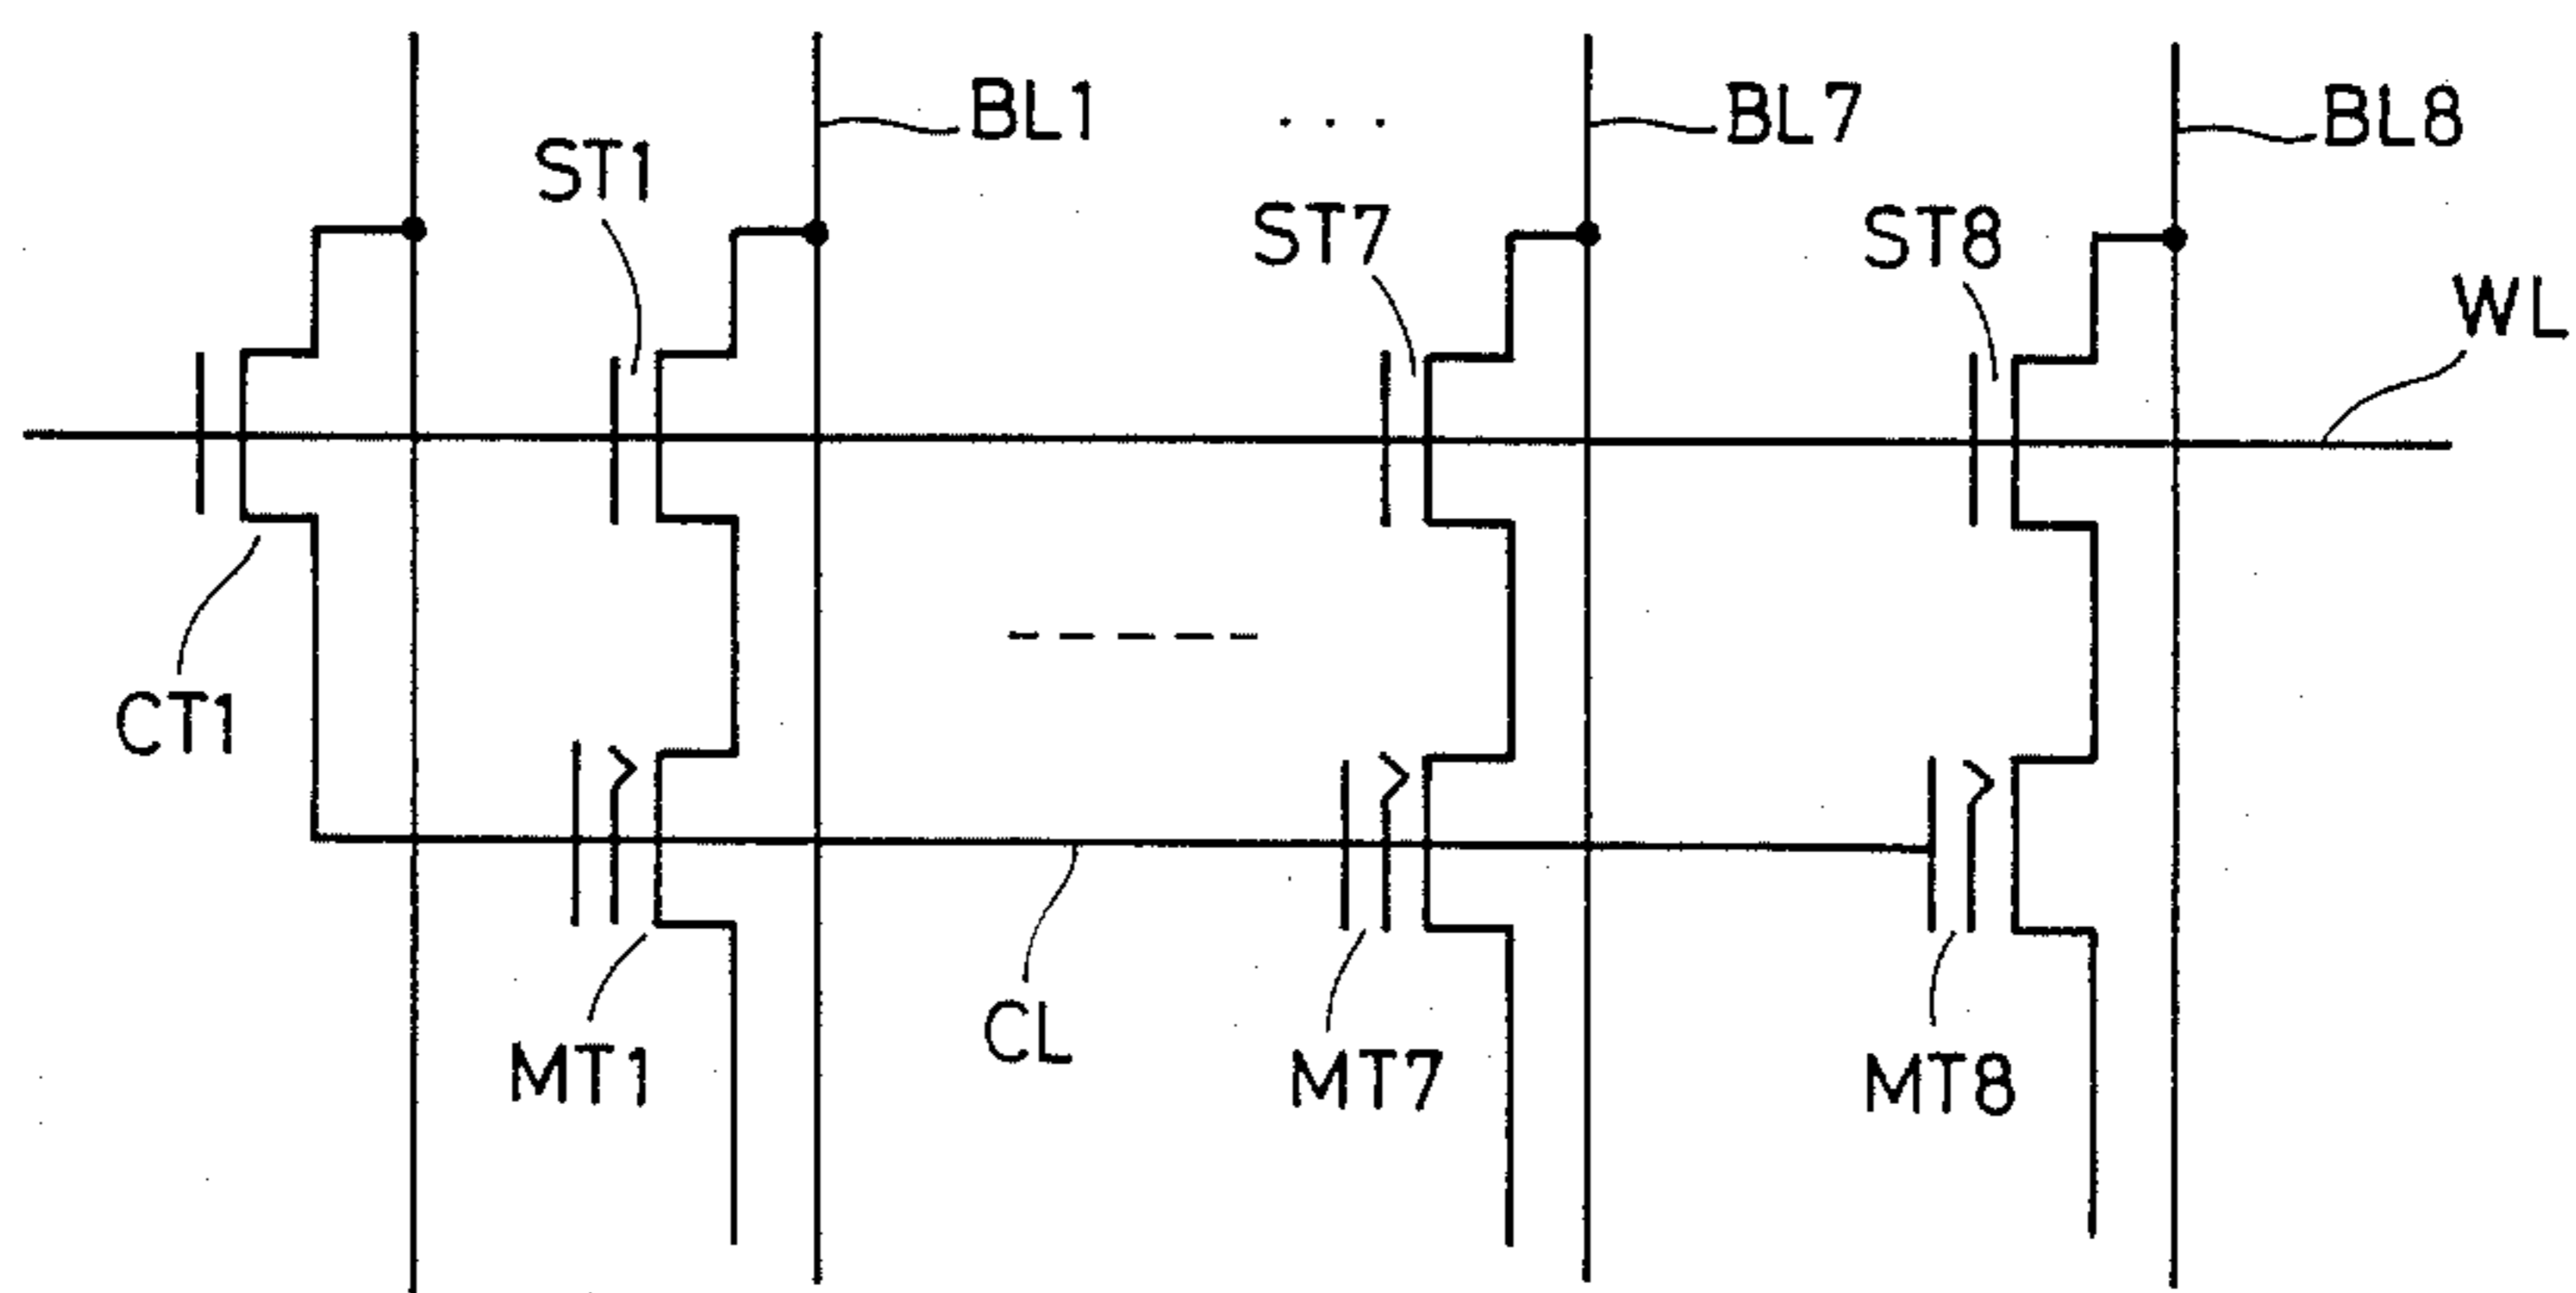 BL1
. . .
BL7
BL8
ST1
ST7
ST8
WL
CT1
CL
MT1
MT7
MT8